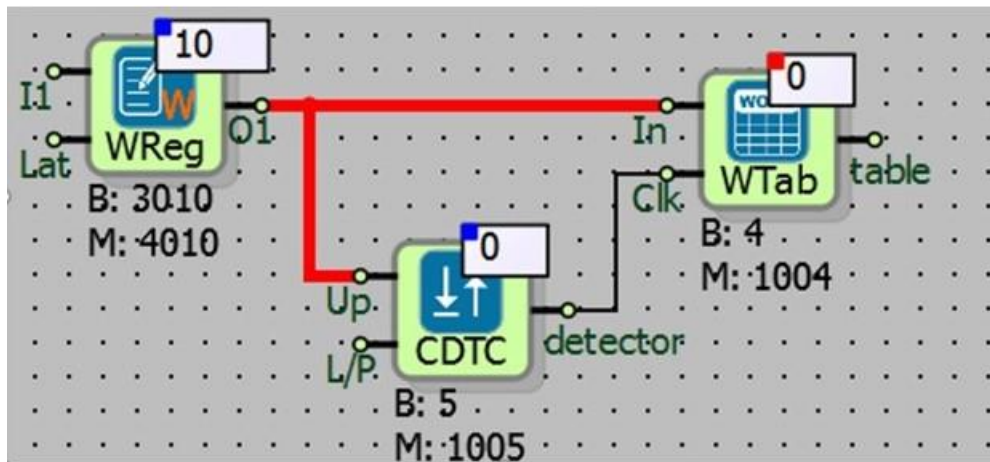 10
I1
W
O1
Lat
WReg
B: 3010
M: 4010
0
In
WO
Clk
WTab
table
B: 4
M: 1004
0
Up
L/P
CDTC
detector
B: 5
M: 1005